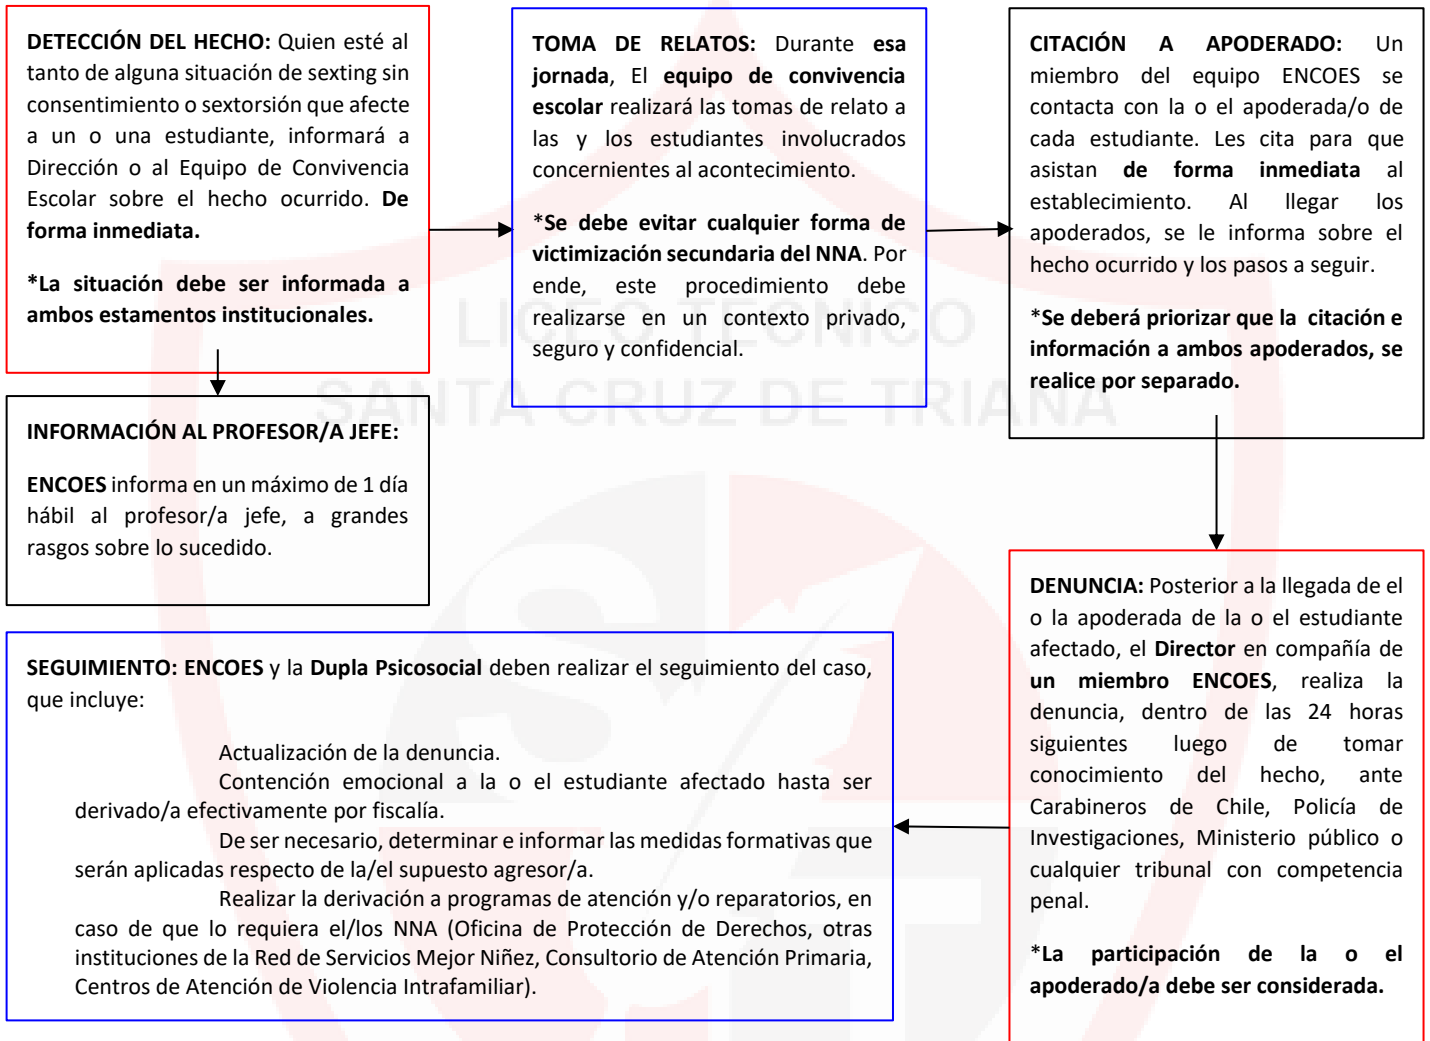 DETECCIÓN DEL HECHO: Quien esté al
tanto de alguna situación de sexting sin
consentimiento o sextorsión que afecte
a un o una estudiante, informará a
Dirección o al Equipo de Convivencia
Escolar sobre el hecho ocurrido. De
forma inmediata.
*La situación debe ser informada a
ambos estamentos institucionales.
TOMA DE RELATOS: Durante esa
jornada, El equipo de convivencia
escolar realizará las tomas de relato a
las y los estudiantes involucrados
concernientes al acontecimiento.
*Se debe evitar cualquier forma de
victimización secundaria del NNA. Por
ende, este procedimiento debe
realizarse en un contexto privado,
seguro y confidencial.
CITACIÓN A APODERADO: Un
miembro del equipo ENCOES se
contacta con la o el apoderada/o de
cada estudiante. Les cita para que
asistan de forma inmediata al
establecimiento. Al llegar los
apoderados, se le informa sobre el
hecho ocurrido y los pasos a seguir.
*Se deberá priorizar que la citación e
información a ambos apoderados, se
realice por separado.
LICEO TECNICO
SANTA CRUZ DE TRIANA
INFORMACIÓN AL PROFESOR/A JEFE:
ENCOES informa en un máximo de 1 día
hábil al profesor/a jefe, a grandes
rasgos sobre lo sucedido.
DENUNCIA: Posterior a la llegada de el
o la apoderada de la o el estudiante
afectado, el Director en compañía de
un miembro ENCOES, realiza la
denuncia, dentro de las 24 horas
siguientes luego de tomar
conocimiento del hecho, ante
Carabineros de Chile, Policía de
Investigaciones, Ministerio público o
cualquier tribunal con competencia
penal.
*La participación de la o el
apoderado/a debe ser considerada.
SEGUIMIENTO: ENCOES y la Dupla Psicosocial deben realizar el seguimiento del caso,
que incluye:
Actualización de la denuncia.
Contención emocional a la o el estudiante afectado hasta ser
derivado/a efectivamente por fiscalía.
De ser necesario, determinar e informar las medidas formativas que
serán aplicadas respecto de la/el supuesto agresor/a.
Realizar la derivación a programas de atención y/o reparatorios, en
caso de que lo requiera el/los NNA (Oficina de Protección de Derechos, otras
instituciones de la Red de Servicios Mejor Niñez, Consultorio de Atención Primaria,
Centros de Atención de Violencia Intrafamiliar).